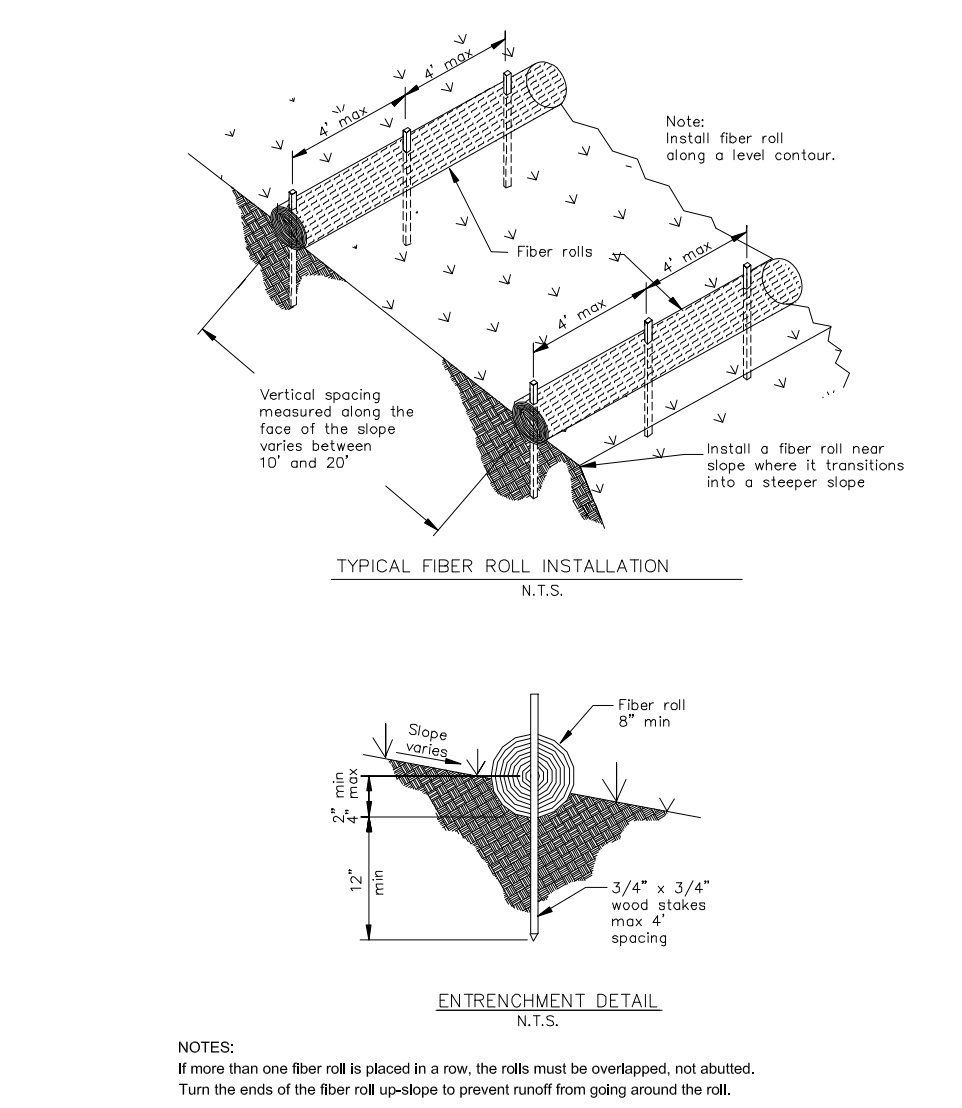 4' max
4' max
Note:
Install fiber roll
along a level contour.
Fiber rolls
4' max
4' max
Vertical spacing
measured along the
face of the slope
varies between
10' and 20'
Install a fiber roll near
slope where it transitions
into a steeper slope
TYPICAL FIBER ROLL INSTALLATION
N.T.S.
Fiber roll
8" min
Slope
varies
2" min
4" max
12"
min
3/4" x 3/4"
wood stakes
max 4'
spacing
ENTRENCHMENT DETAIL
N.T.S.
NOTES:
If more than one fiber roll is placed in a row, the rolls must be overlapped, not abutted.
Turn the ends of the fiber roll up-slope to prevent runoff from going around the roll.